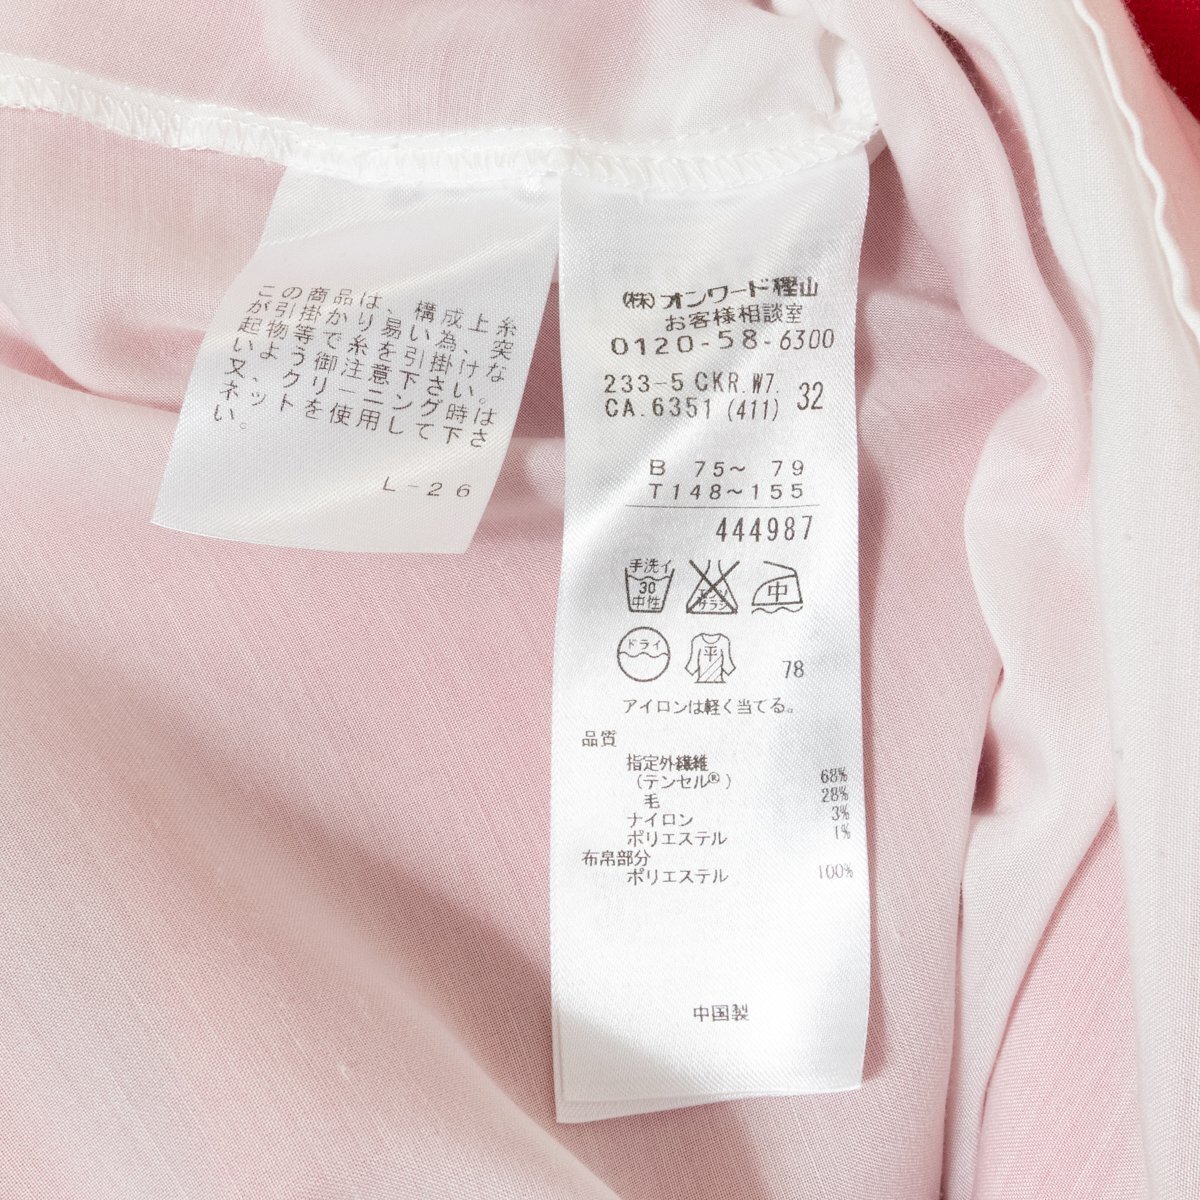 この商品は、構成上糸
が引掛かり易い為、突
起物等で糸を引掛けな
いよう御注意下さい。
又、クリーニング時は
ネットを使用して下さ
い。
L-26
(株)オンワード樫山
お客様相談室
0120-58-6300
233-5 CKR.W7.
CA.6351 (411) 32
B 75~ 79
T148~155
444987
手洗イ
30
中性
エンソ
サラシ
中
ドライ
平
78
アイロンは軽く当てる。
品質
指定外繊維
(テンセル®) 68%
毛 28%
ナイロン 3%
ポリエステル 1%
布帛部分
ポリエステル 100%
中国製